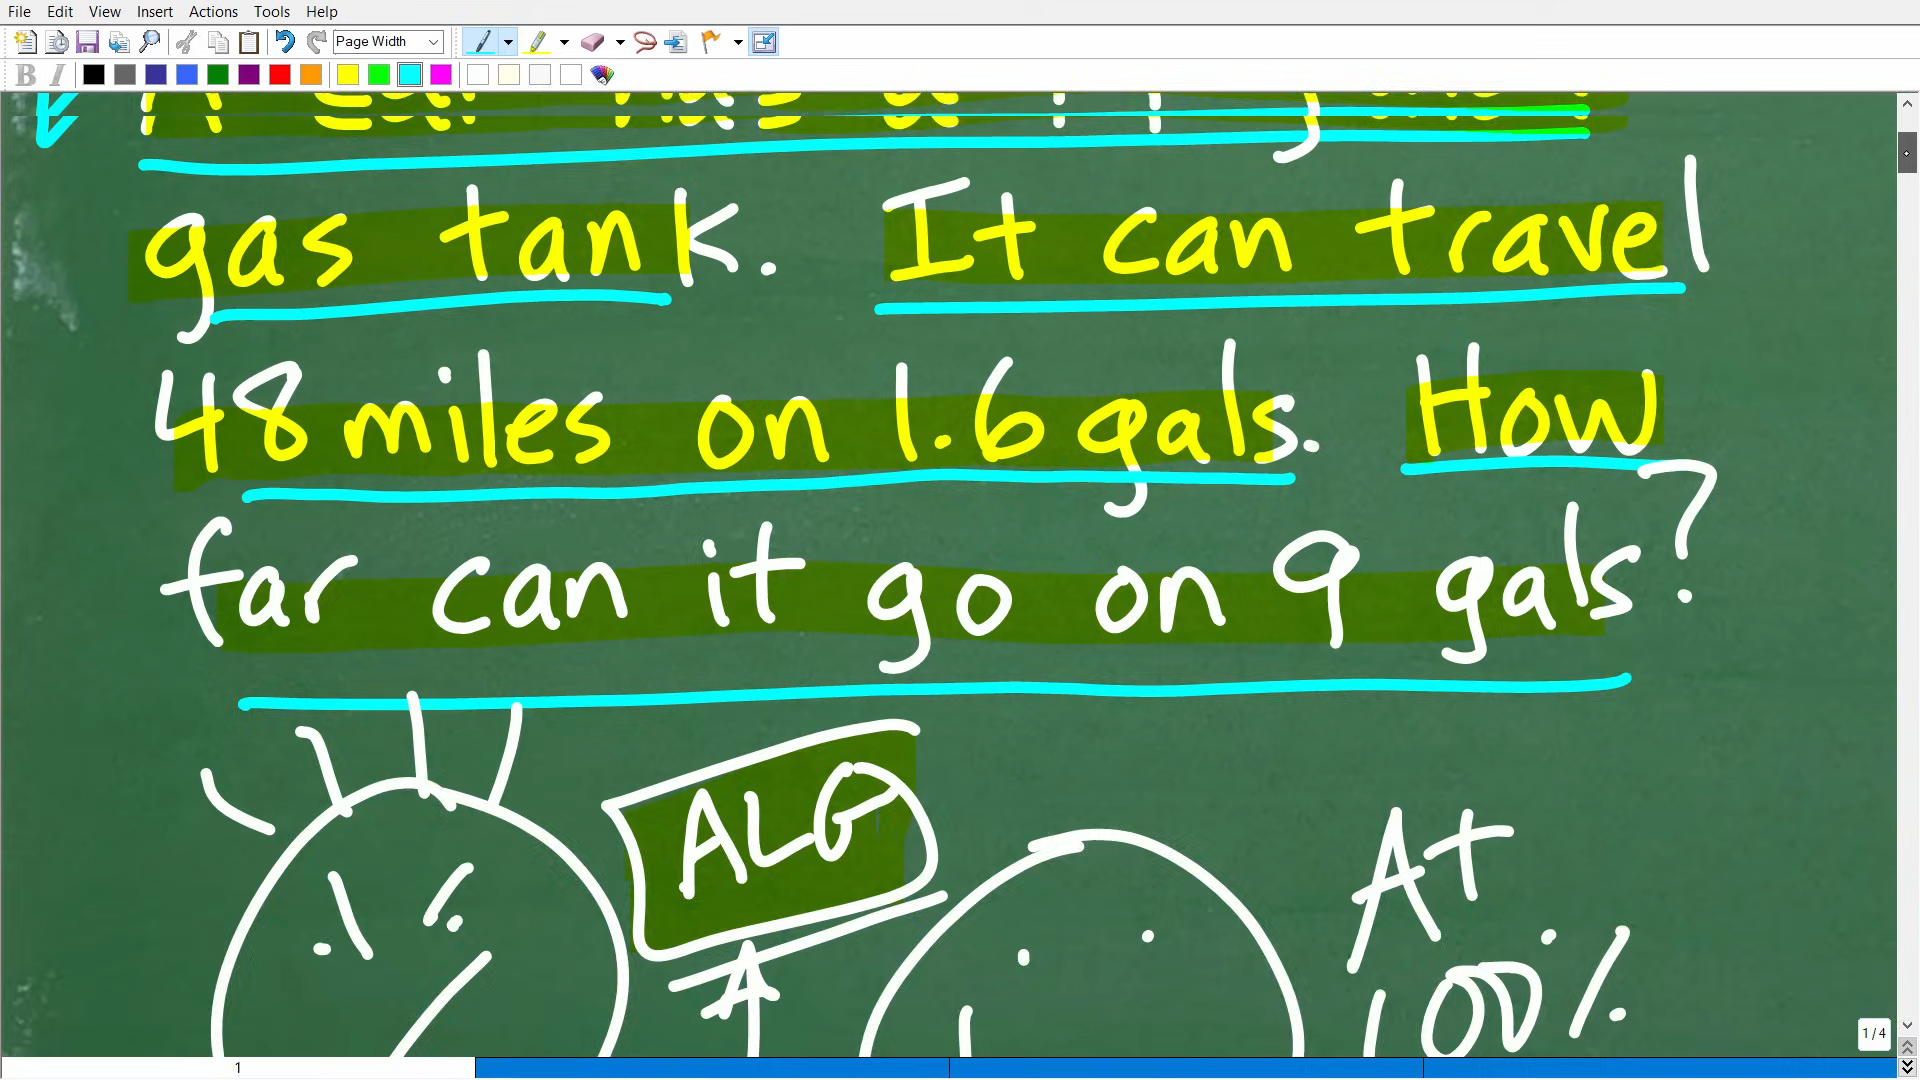 File Edit View Insert Actions Tools Help
Page Width
B I
gas tank. It can travel
48 miles on 1.6 gals. How
far can it go on 9 gals?
ALG
A+
100%
1 / 4
1